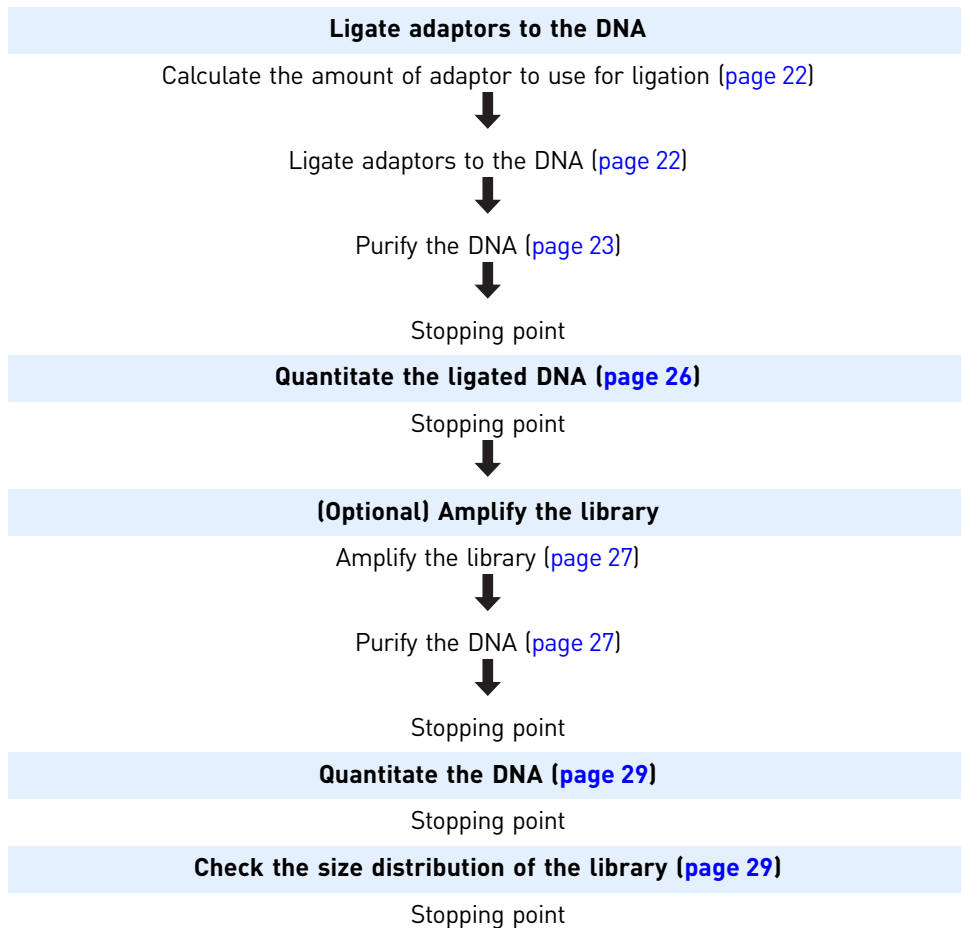 Ligate adaptors to the DNA
Calculate the amount of adaptor to use for ligation (page 22)
Ligate adaptors to the DNA (page 22)
Purify the DNA (page 23)
Stopping point
Quantitate the ligated DNA (page 26)
Stopping point
(Optional) Amplify the library
Amplify the library (page 27)
Purify the DNA (page 27)
Stopping point
Quantitate the DNA (page 29)
Stopping point
Check the size distribution of the library (page 29)
Stopping point